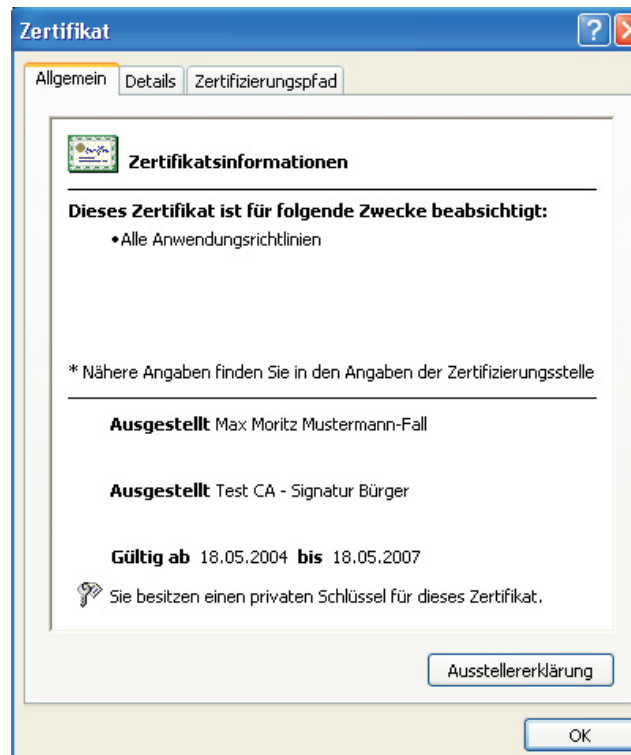 Zertifikat
Allgemein Details Zertifizierungspfad
Zertifikatsinformationen
Dieses Zertifikat ist für folgende Zwecke beabsichtigt:
•Alle Anwendungsrichtlinien
* Nähere Angaben finden Sie in den Angaben der Zertifizierungsstelle
Ausgestellt Max Moritz Mustermann-Fall
Ausgestellt Test CA - Signatur Bürger
Gültig ab 18.05.2004 bis 18.05.2007
Sie besitzen einen privaten Schlüssel für dieses Zertifikat.
Ausstellererklärung
OK